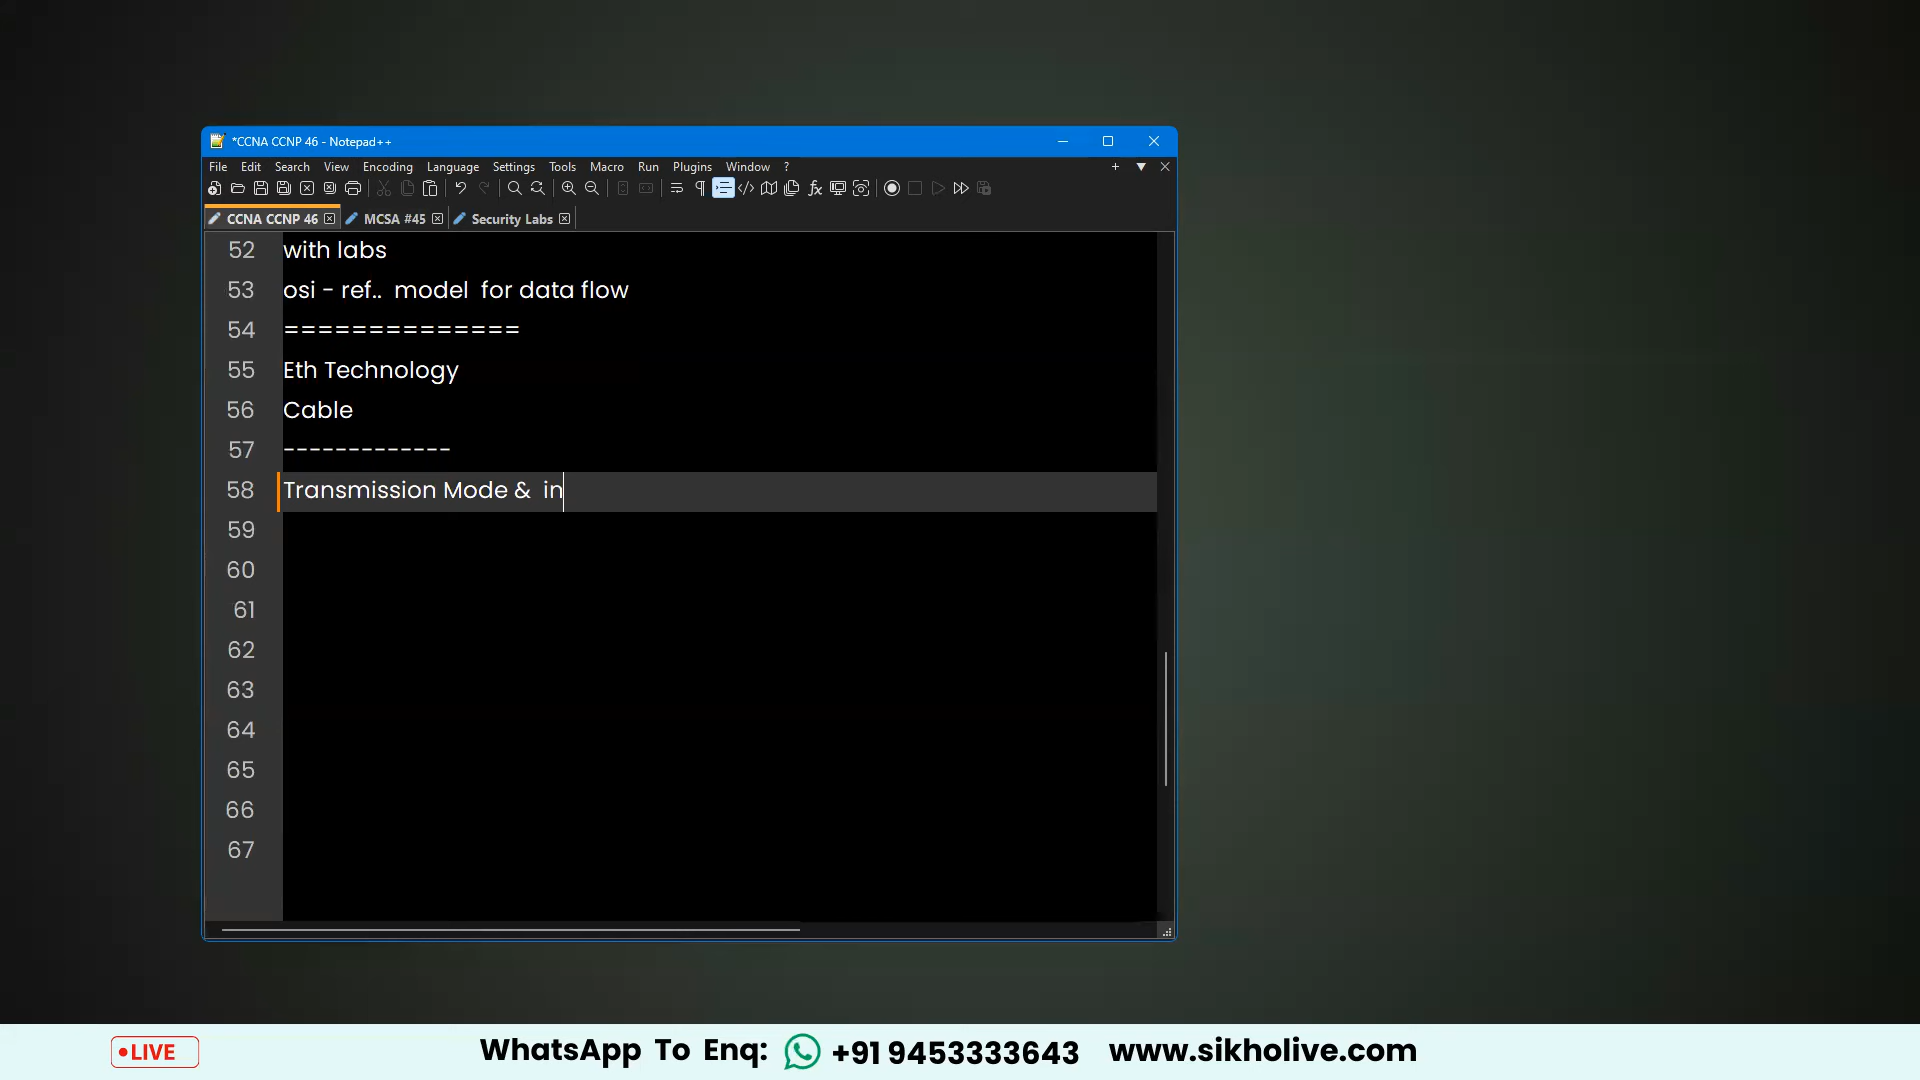 *CCNA CCNP 46 - Notepad++
File Edit Search View Encoding Language Settings Tools Macro Run Plugins Window ?
CCNA CCNP 46 MCSA #45 Security Labs
52 with labs
53 osi - ref..  model  for data flow
54 ==============
55 Eth Technology
56 Cable
57 -------------
58 Transmission Mode &  in
59
60
61
62
63
64
65
66
67
LIVE WhatsApp To Enq: +91 9453333643 www.sikholive.com